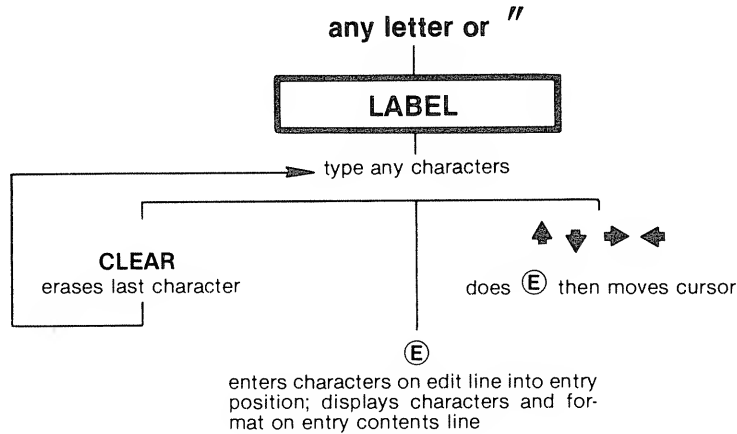 any letter or "
LABEL
type any characters
CLEAR
erases last character
does Ⓔ then moves cursor
Ⓔ
enters characters on edit line into entry
position; displays characters and for-
mat on entry contents line